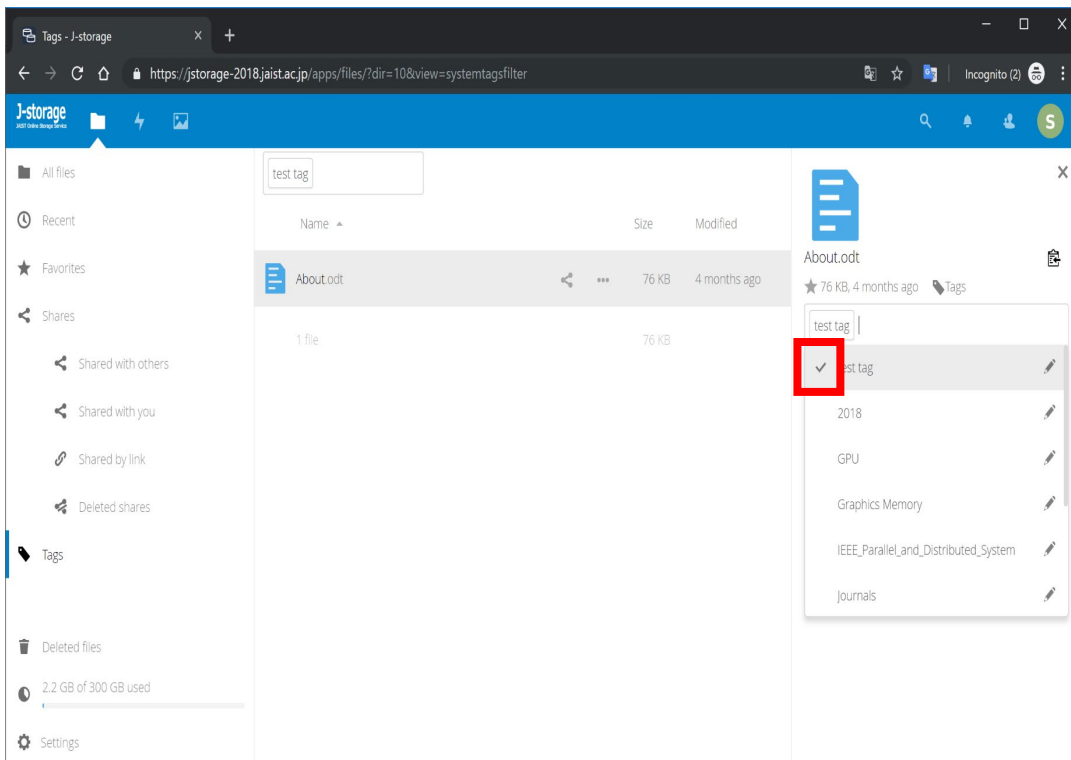 Tags - J-storage
https://jstorage-2018.jaist.ac.jp/apps/files/?dir=10&view=systemtagsfilter
Incognito (2)
J-storage
JAIST Online Storage Service
S
All files
Recent
Favorites
Shares
Shared with others
Shared with you
Shared by link
Deleted shares
Tags
Deleted files
2.2 GB of 300 GB used
Settings
test tag
Name Size Modified
About.odt 76 KB 4 months ago
1 file 76 KB
About.odt
76 KB, 4 months ago Tags
test tag
est tag
2018
GPU
Graphics Memory
IEEE_Parallel_and_Distributed_System
Journals